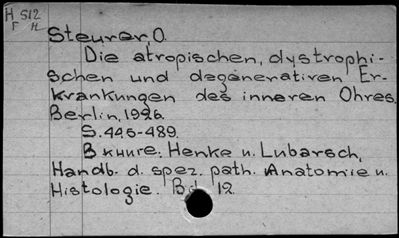 H 512
г н
Steurer O.
Die atropischen, dystrophi-
schen und degenerativen Er-
krankungen des inneren Ohres.
Berlin, 1926.
S. 445-489.
В книге: Henke u. Lubarsch,
Handb. d. spez. path. Anatomie u.
Histologie. Bd. 12